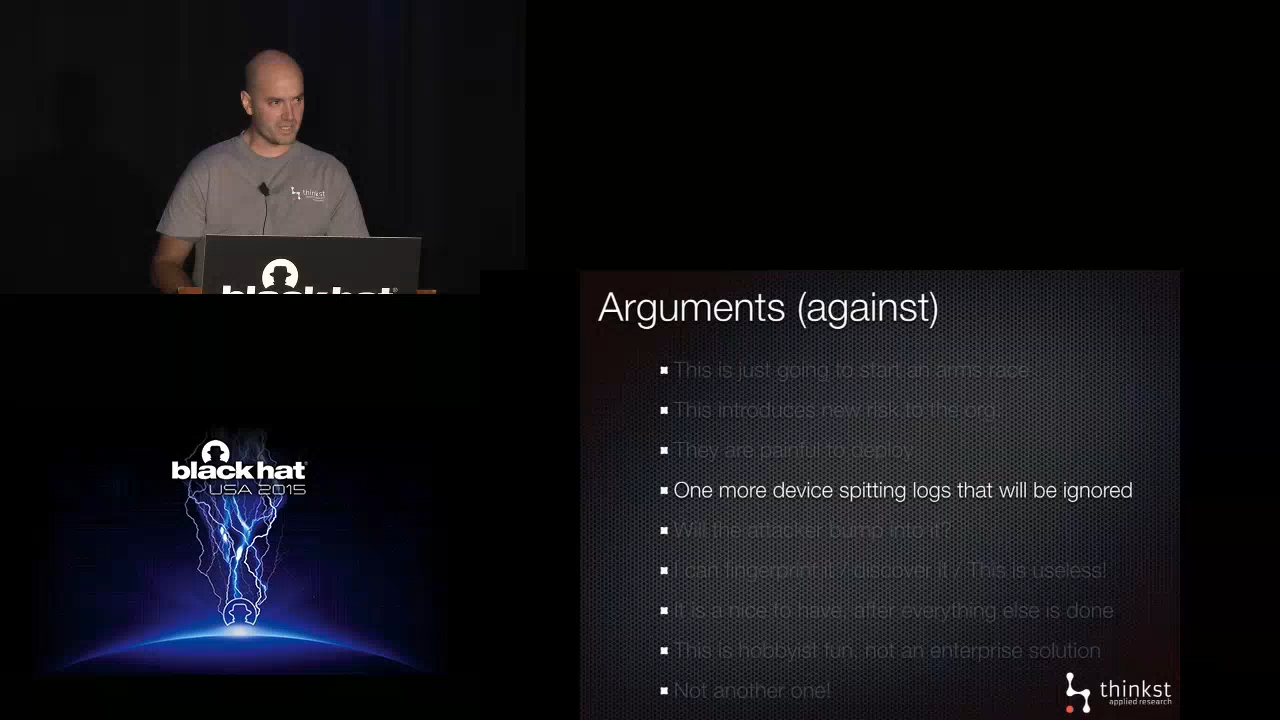 thinkst
blackhat
Arguments (against)
This is just going to start an arms race
This introduces new risk to the org!
They are painful to deploy
One more device spitting logs that will be ignored
Will the attacker bump
I can fingerprint it / discover This is useless!
It is a nice to have, after everything else is done
This is hobbyist fun, not an enterprise solution
Not another one!
thinkst
applied research
black hat
USA 2015